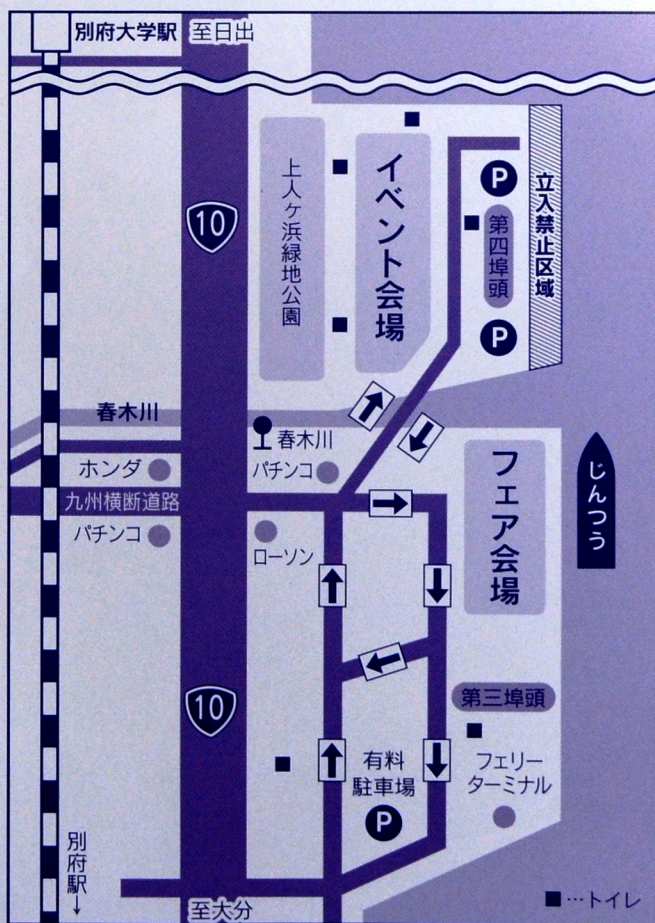 別府大学駅
至日出
10
上人ヶ浜緑地公園
イベント会場
P
第四埠頭
P
立入禁止区域
春木川
春木川
ホンダ
パチンコ
九州横断道路
パチンコ
ローソン
フェア会場
じんつう
10
第三埠頭
有料
駐車場
P
フェリー
ターミナル
別府駅↓
至大分
■…トイレ